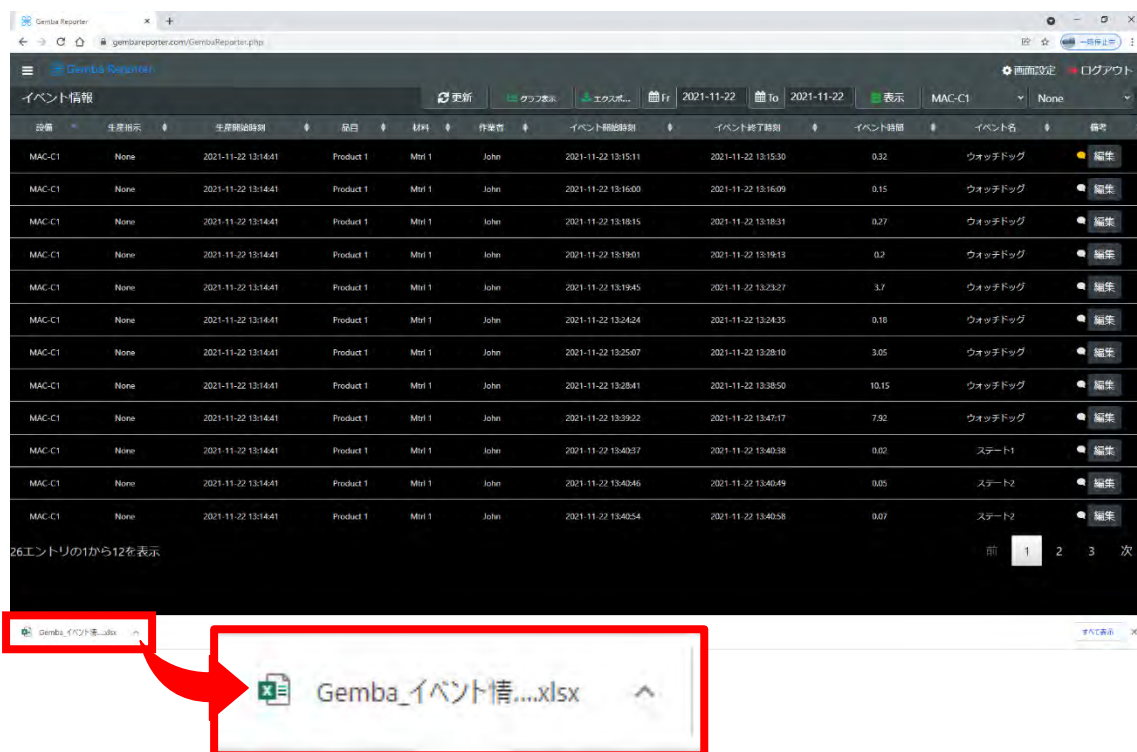 Gemba Reporter
gembareporter.com/GembaReporter.php
一時停止中
Gemba Reporter
画面設定 ログアウト
イベント情報 更新 グラフ表示 エクスポ... Fr 2021-11-22 To 2021-11-22 表示 MAC-C1 None
設備 生産指示 生産開始時刻 品目 材料 作業者 イベント開始時刻 イベント終了時刻 イベント時間 イベント名 備考
MAC-C1 None 2021-11-22 13:14:41 Product 1 Mtrl 1 John 2021-11-22 13:15:11 2021-11-22 13:15:30 0.32 ウォッチドッグ 編集
MAC-C1 None 2021-11-22 13:14:41 Product 1 Mtrl 1 John 2021-11-22 13:16:00 2021-11-22 13:16:09 0.15 ウォッチドッグ 編集
MAC-C1 None 2021-11-22 13:14:41 Product 1 Mtrl 1 John 2021-11-22 13:18:15 2021-11-22 13:18:31 0.27 ウォッチドッグ 編集
MAC-C1 None 2021-11-22 13:14:41 Product 1 Mtrl 1 John 2021-11-22 13:19:01 2021-11-22 13:19:13 0.2 ウォッチドッグ 編集
MAC-C1 None 2021-11-22 13:14:41 Product 1 Mtrl 1 John 2021-11-22 13:19:45 2021-11-22 13:23:27 3.7 ウォッチドッグ 編集
MAC-C1 None 2021-11-22 13:14:41 Product 1 Mtrl 1 John 2021-11-22 13:24:24 2021-11-22 13:24:35 0.18 ウォッチドッグ 編集
MAC-C1 None 2021-11-22 13:14:41 Product 1 Mtrl 1 John 2021-11-22 13:25:07 2021-11-22 13:28:10 3.05 ウォッチドッグ 編集
MAC-C1 None 2021-11-22 13:14:41 Product 1 Mtrl 1 John 2021-11-22 13:28:41 2021-11-22 13:38:50 10.15 ウォッチドッグ 編集
MAC-C1 None 2021-11-22 13:14:41 Product 1 Mtrl 1 John 2021-11-22 13:39:22 2021-11-22 13:47:17 7.92 ウォッチドッグ 編集
MAC-C1 None 2021-11-22 13:14:41 Product 1 Mtrl 1 John 2021-11-22 13:40:37 2021-11-22 13:40:38 0.02 ステート1 編集
MAC-C1 None 2021-11-22 13:14:41 Product 1 Mtrl 1 John 2021-11-22 13:40:46 2021-11-22 13:40:49 0.05 ステート2 編集
MAC-C1 None 2021-11-22 13:14:41 Product 1 Mtrl 1 John 2021-11-22 13:40:54 2021-11-22 13:40:58 0.07 ステート2 編集
26エントリの1から12を表示 前 1 2 3 次
Gemba_イベント情....xlsx すべて表示
Gemba_イベント情....xlsx